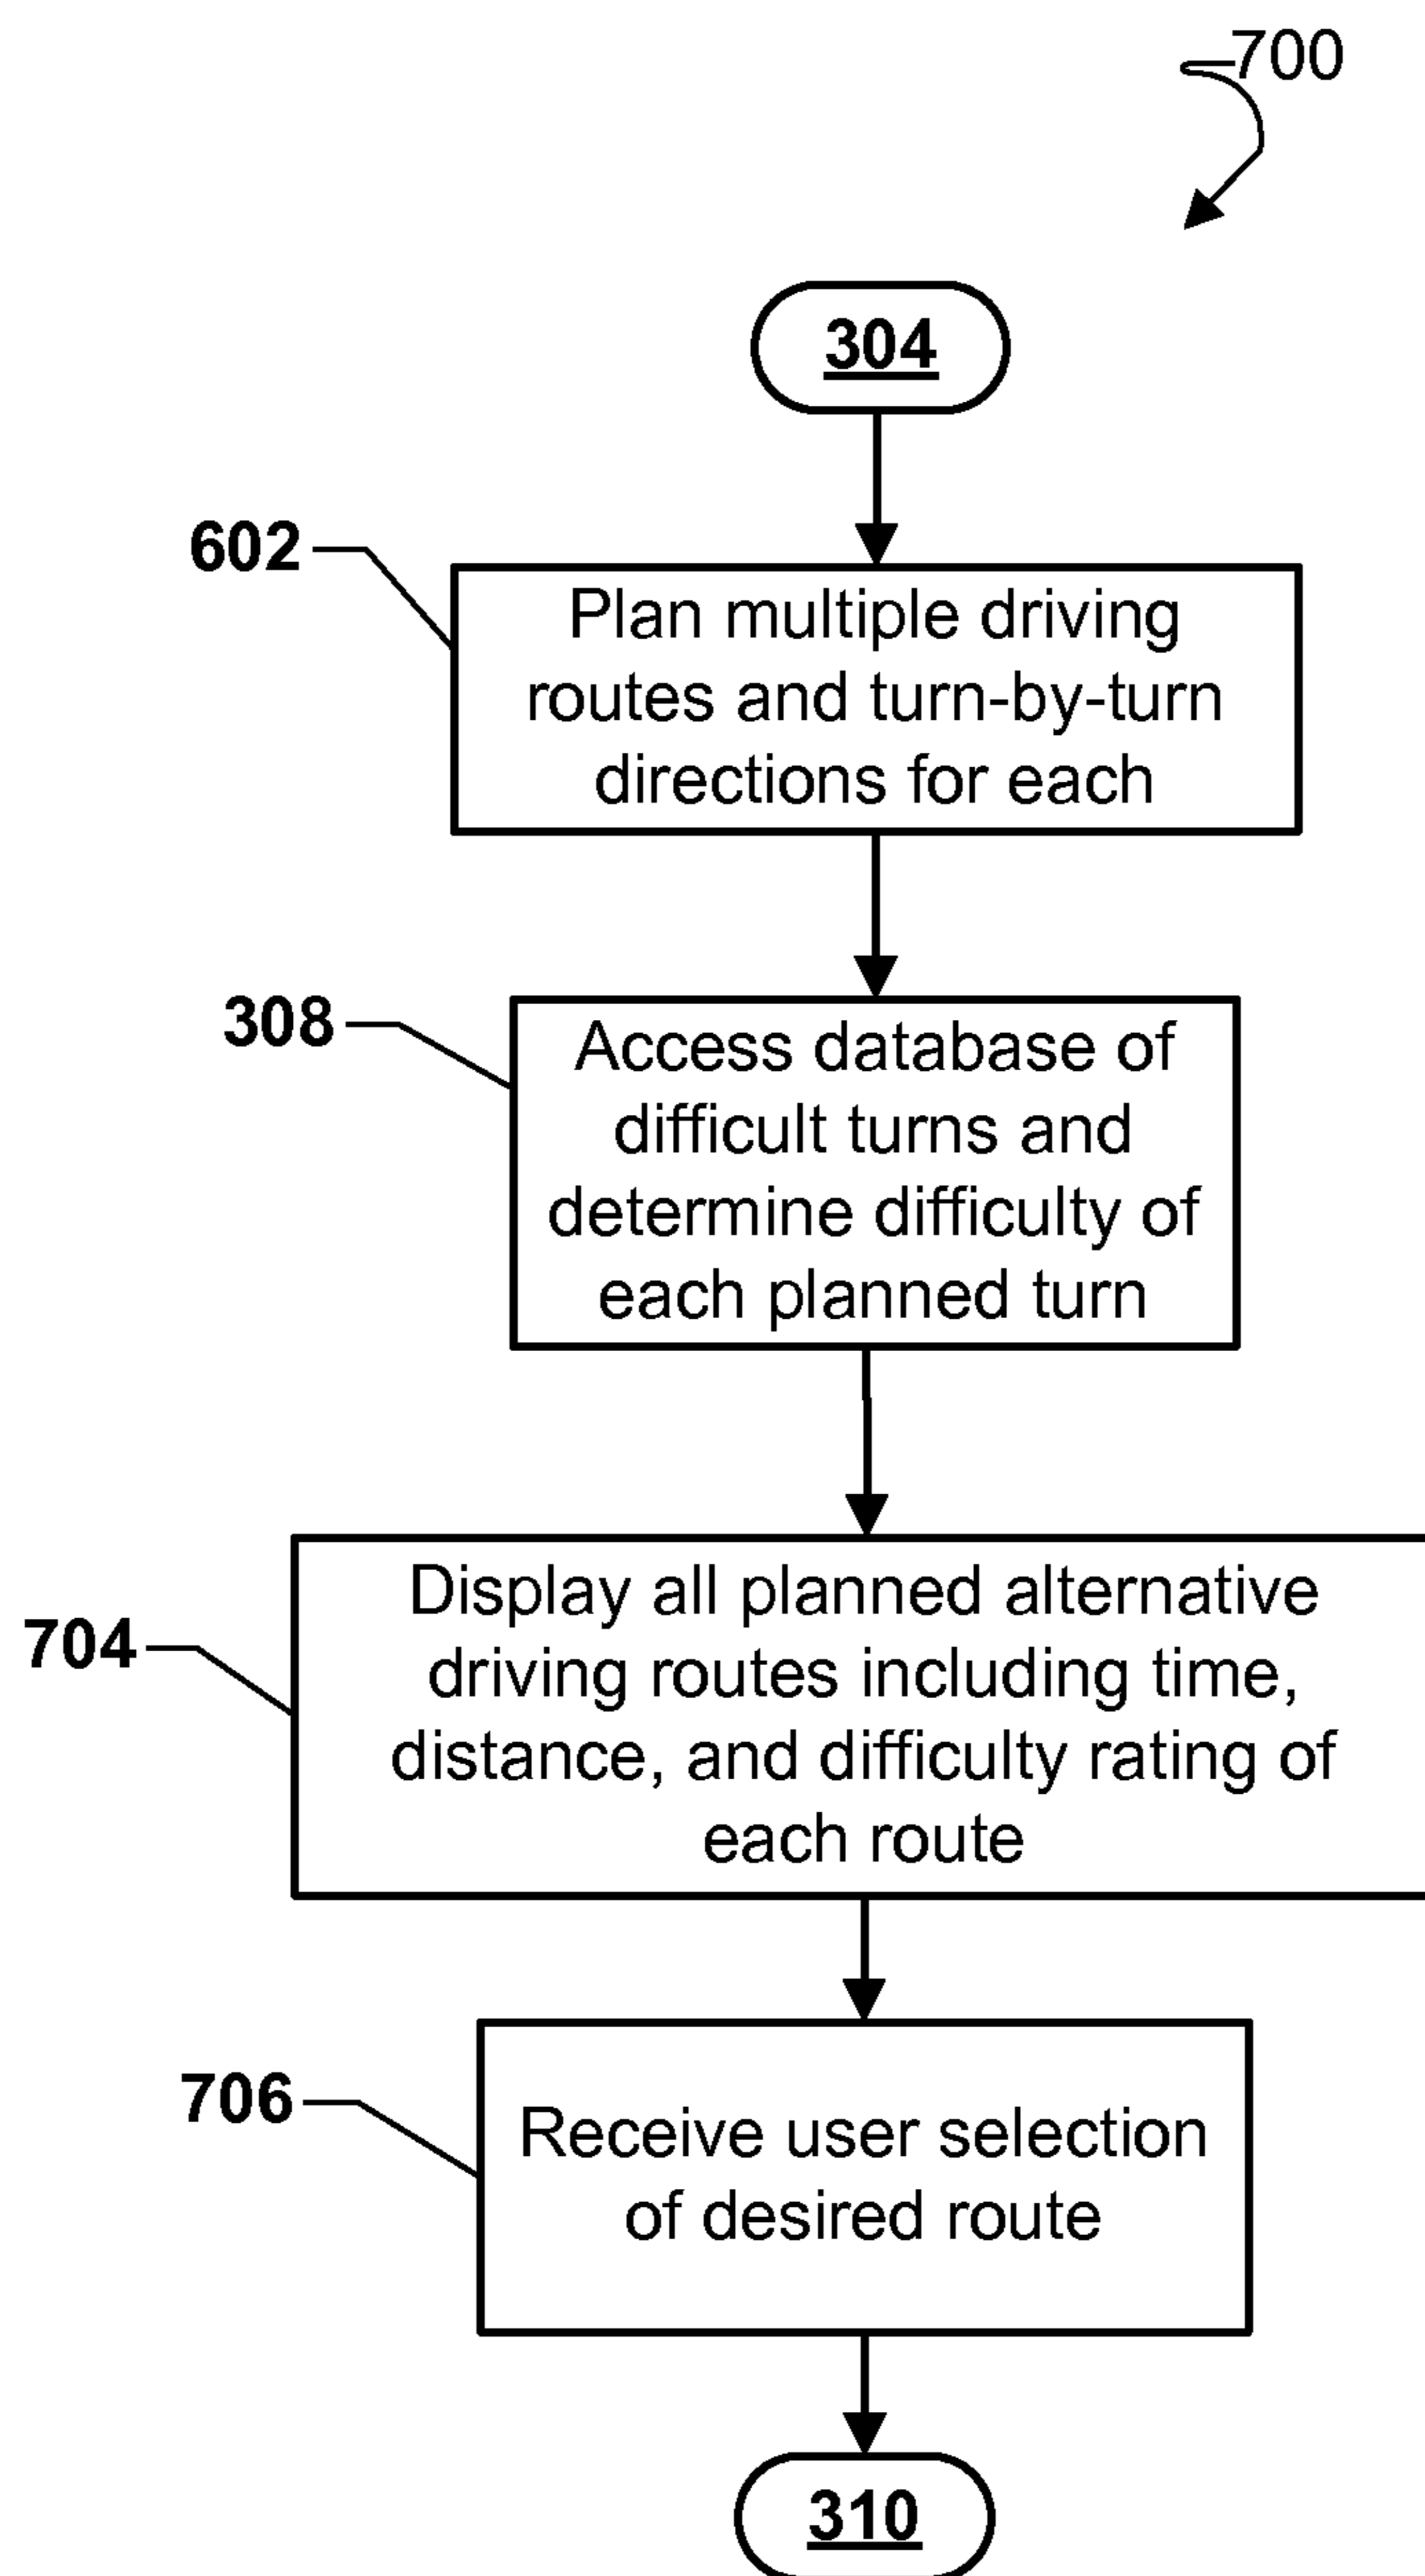 700
304
602
Plan multiple driving
routes and turn-by-turn
directions for each
308
Access database of
difficult turns and
determine difficulty of
each planned turn
704
Display all planned alternative
driving routes including time,
distance, and difficulty rating of
each route
706
Receive user selection
of desired route
310